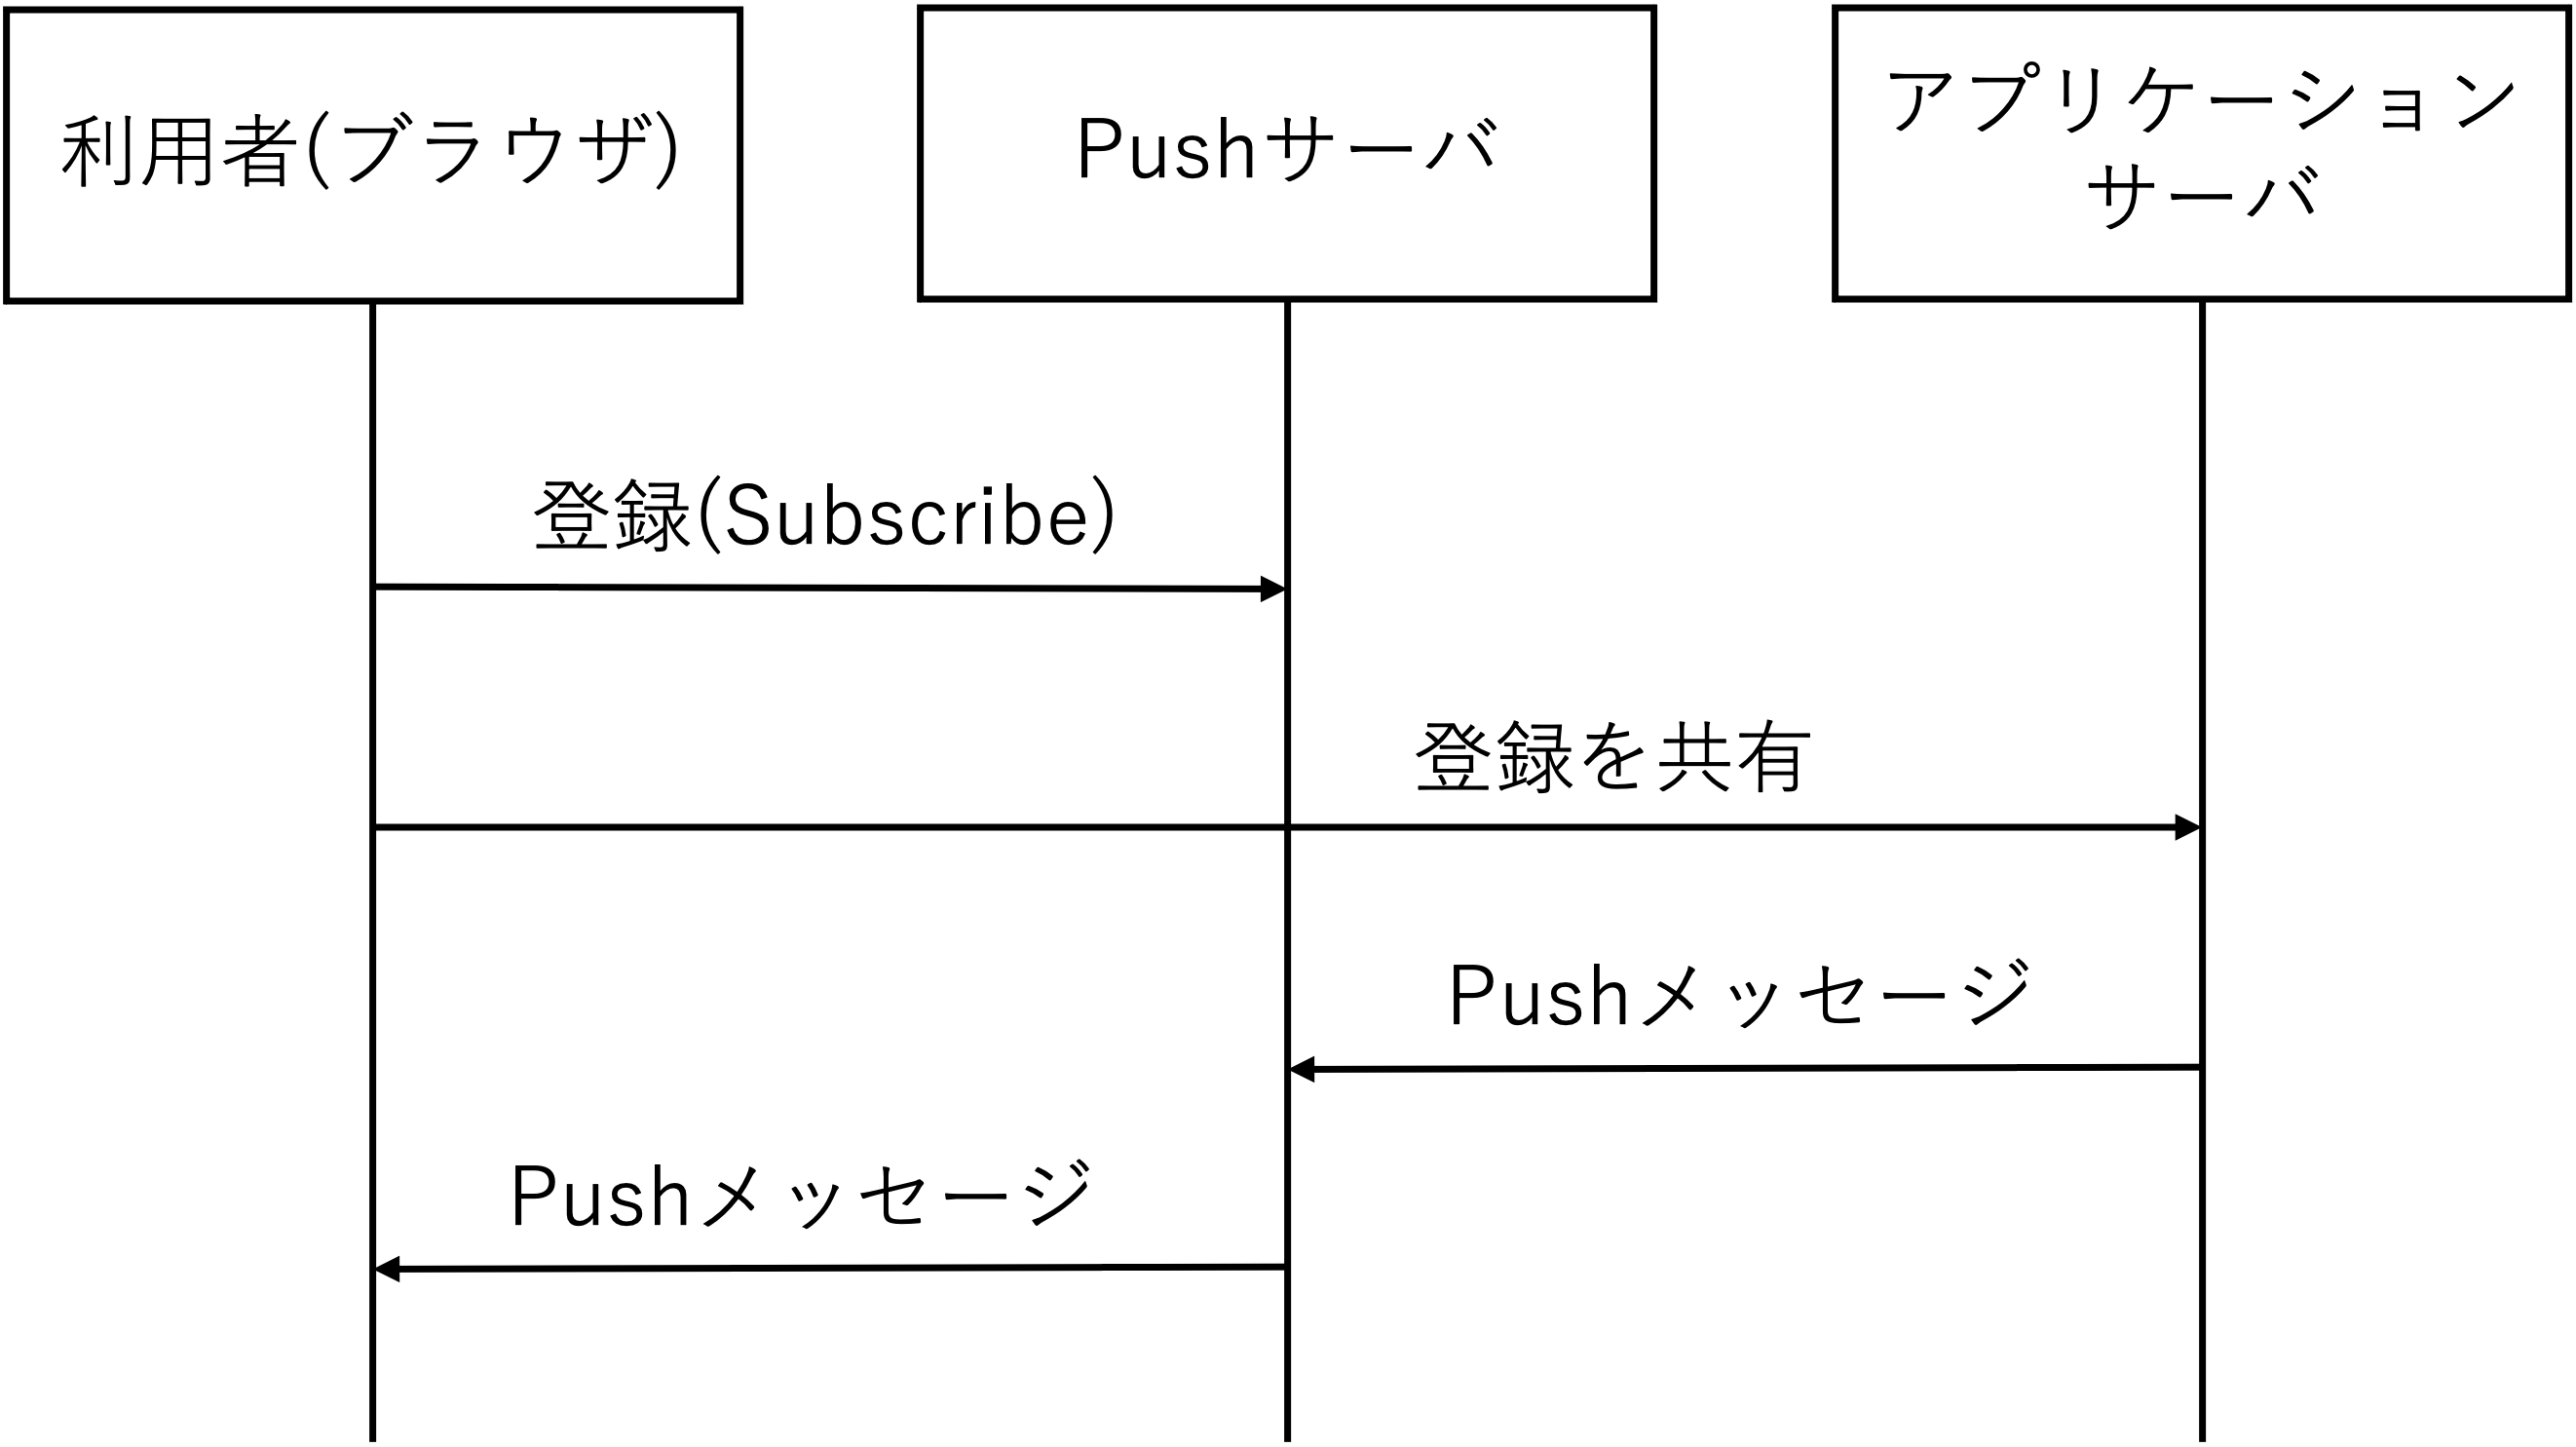 利用者(ブラウザ)
Pushサーバ
アプリケーション
サーバ
登録(Subscribe)
登録を共有
Pushメッセージ
Pushメッセージ